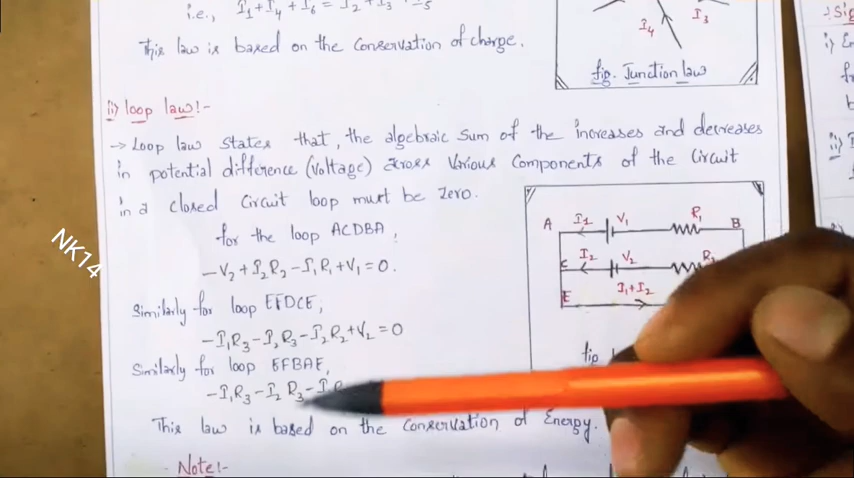 i.e., I1+I4+I6 = I2+I3+I5
This law is based on the Conservation of charge.
I4
I3
fig. Junction law
ii) loop law:-
→ Loop law states that, the algebraic sum of the increases and decreases
in potential difference (voltage) across Various Components of the Circuit
in a closed Circuit loop must be Zero.
for the loop ACDBA,
-V2+I2R2-I1R1+V1=0.
Similarly for loop EFDCE,
-I1R3-I2R3-I2R2+V2=0
Similarly for loop EFBAE,
-I1R3-I2R3-I
This law is based on the Conservation of Energy.
Note:-
A I1 V1 R1 B
C I2 V2
E I1+I2
fig
NK14
i)
ii)